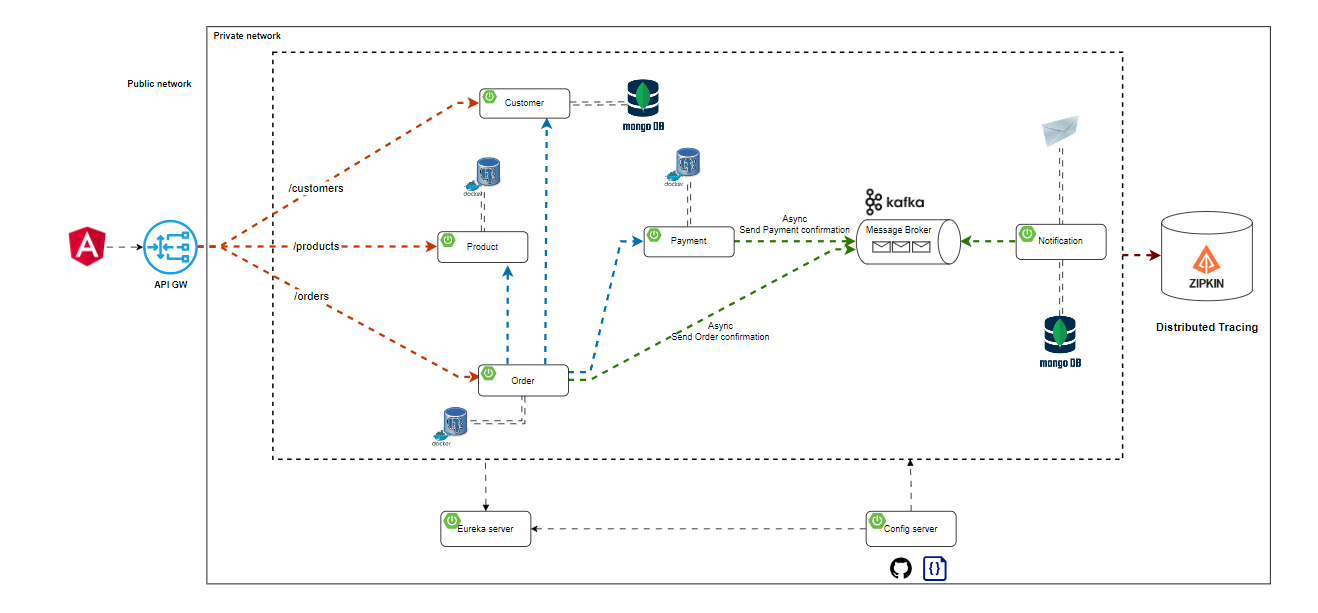 Private network
Public network
Customer
mongo DB
docker
docker
/customers
kafka
Async
Send Payment confirmation
Message Broker
/products
Product
Payment
Notification
API GW
/orders
ZIPKIN
Distributed Tracing
Async
Send Order confirmation
mongo DB
Order
docker
Eureka server
Config server
{}